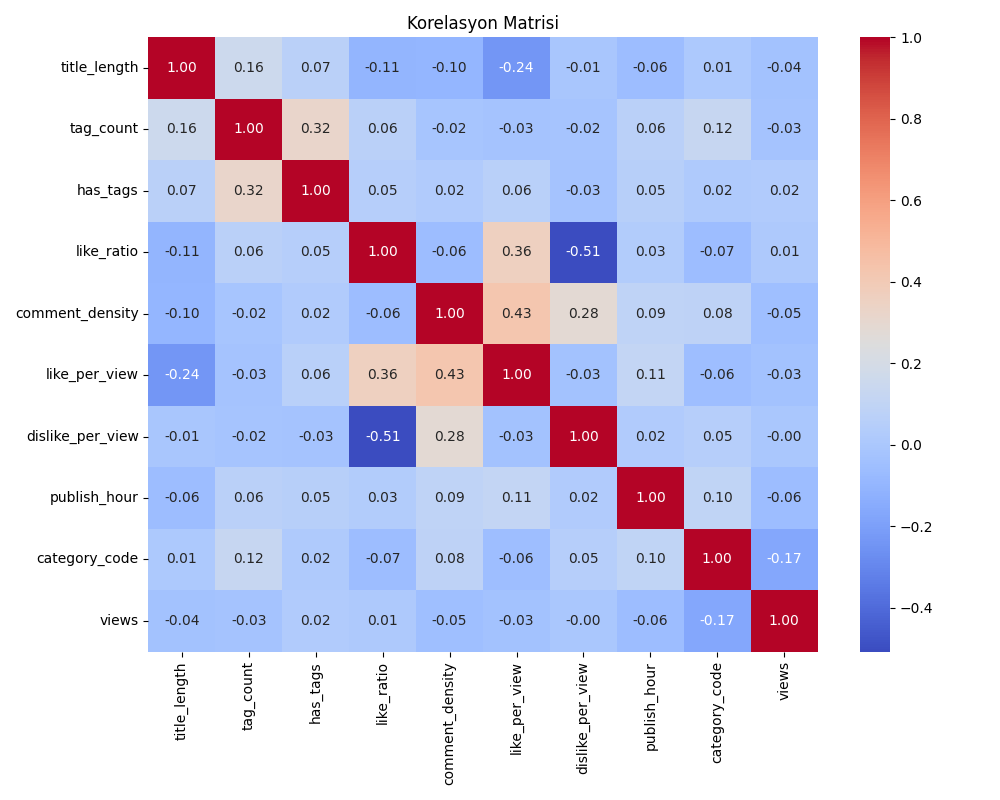 Korelasyon Matrisi
title_length 1.00 0.16 0.07 -0.11 -0.10 -0.24 -0.01 -0.06 0.01 -0.04
tag_count 0.16 1.00 0.32 0.06 -0.02 -0.03 -0.02 0.06 0.12 -0.03
has_tags 0.07 0.32 1.00 0.05 0.02 0.06 -0.03 0.05 0.02 0.02
like_ratio -0.11 0.06 0.05 1.00 -0.06 0.36 -0.51 0.03 -0.07 0.01
comment_density -0.10 -0.02 0.02 -0.06 1.00 0.43 0.28 0.09 0.08 -0.05
like_per_view -0.24 -0.03 0.06 0.36 0.43 1.00 -0.03 0.11 -0.06 -0.03
dislike_per_view -0.01 -0.02 -0.03 -0.51 0.28 -0.03 1.00 0.02 0.05 -0.00
publish_hour -0.06 0.06 0.05 0.03 0.09 0.11 0.02 1.00 0.10 -0.06
category_code 0.01 0.12 0.02 -0.07 0.08 -0.06 0.05 0.10 1.00 -0.17
views -0.04 -0.03 0.02 0.01 -0.05 -0.03 -0.00 -0.06 -0.17 1.00
title_length
tag_count
has_tags
like_ratio
comment_density
like_per_view
dislike_per_view
publish_hour
category_code
views
1.0
0.8
0.6
0.4
0.2
0.0
−0.2
−0.4